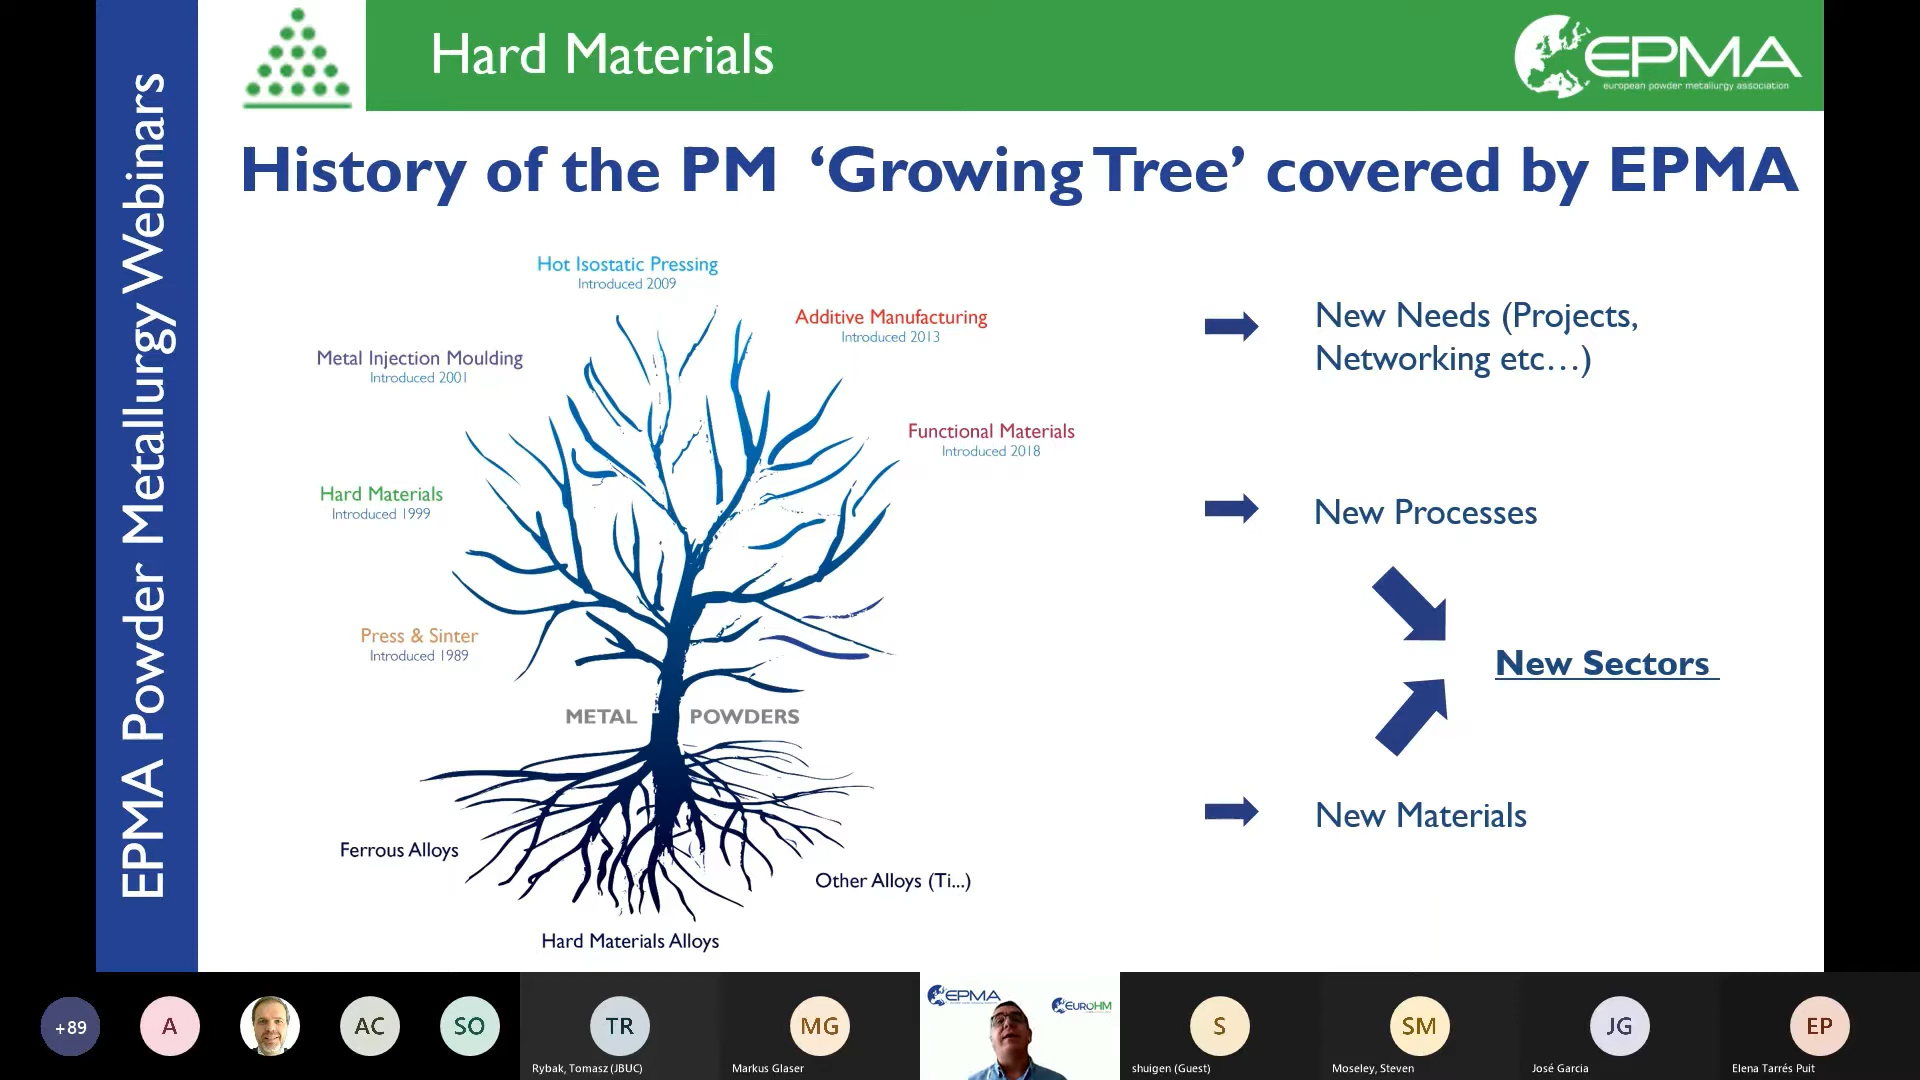 EPMA Powder Metallurgy Webinars
Hard Materials
EPMA
european powder metallurgy association
History of the PM ‘Growing Tree’ covered by EPMA
Hot Isostatic Pressing
Introduced 2009
Additive Manufacturing
Introduced 2013
Metal Injection Moulding
Introduced 2001
Functional Materials
Introduced 2018
Hard Materials
Introduced 1999
Press & Sinter
Introduced 1989
METAL POWDERS
Ferrous Alloys
Other Alloys (Ti...)
Hard Materials Alloys
New Needs (Projects,
Networking etc…)
New Processes
New Sectors
New Materials
+89
A
AC
SO
TR
Rybak, Tomasz (JBUC)
MG
Markus Glaser
EPMA
EUROHM
S
shuigen (Guest)
SM
Moseley, Steven
JG
José Garcia
EP
Elena Tarrés Puit